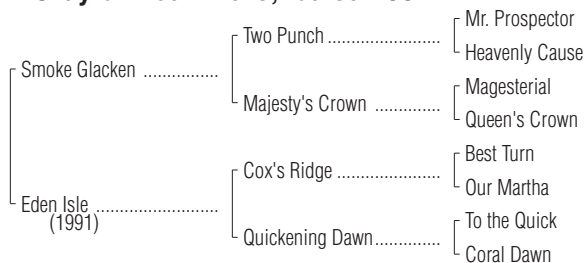 Mr. Prospector
Two Punch
Heavenly Cause
Smoke Glacken
Magesterial
Majesty's Crown
Queen's Crown
Best Turn
Cox's Ridge
Our Martha
Eden Isle
(1991)
To the Quick
Quickening Dawn
Coral Dawn